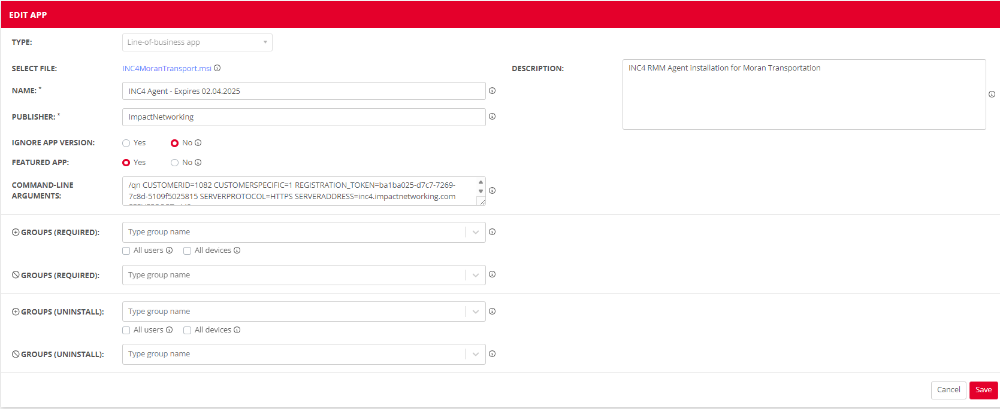 EDIT APP
TYPE:
Line-of-business app
SELECT FILE:
INC4MoranTransport.msi
DESCRIPTION:
INC4 RMM Agent installation for Moran Transportation
NAME: *
INC4 Agent - Expires 02.04.2025
PUBLISHER: *
ImpactNetworking
IGNORE APP VERSION:
Yes No
FEATURED APP:
Yes No
COMMAND-LINE
ARGUMENTS:
/qn CUSTOMERID=1082 CUSTOMERSPECIFIC=1 REGISTRATION_TOKEN=ba1ba025-d7c7-7269-
7c8d-5109f5025815 SERVERPROTOCOL=HTTPS SERVERADDRESS=inc4.impactnetworking.com
GROUPS (REQUIRED):
Type group name
All users All devices
GROUPS (REQUIRED):
Type group name
GROUPS (UNINSTALL):
Type group name
All users All devices
GROUPS (UNINSTALL):
Type group name
Cancel Save